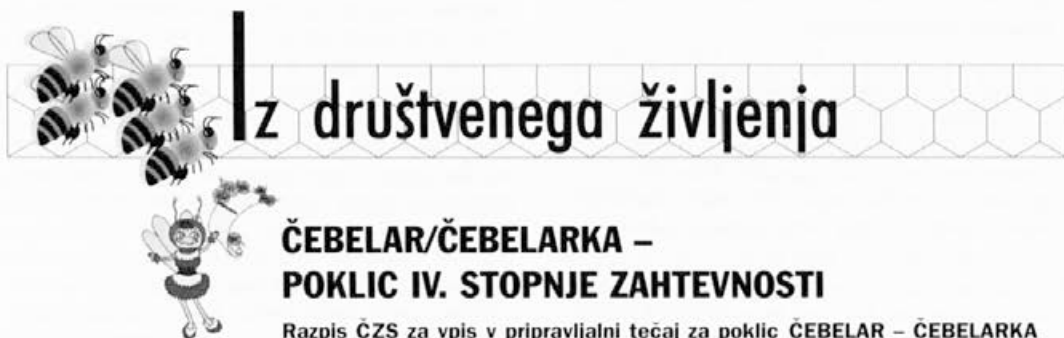 Iz društvenega življenja
ČEBELAR/ČEBELARKA –
POKLIC IV. STOPNJE ZAHTEVNOSTI
Razpis ČZS za vpis v pripravljalni tečaj za poklic ČEBELAR – ČEBELARKA